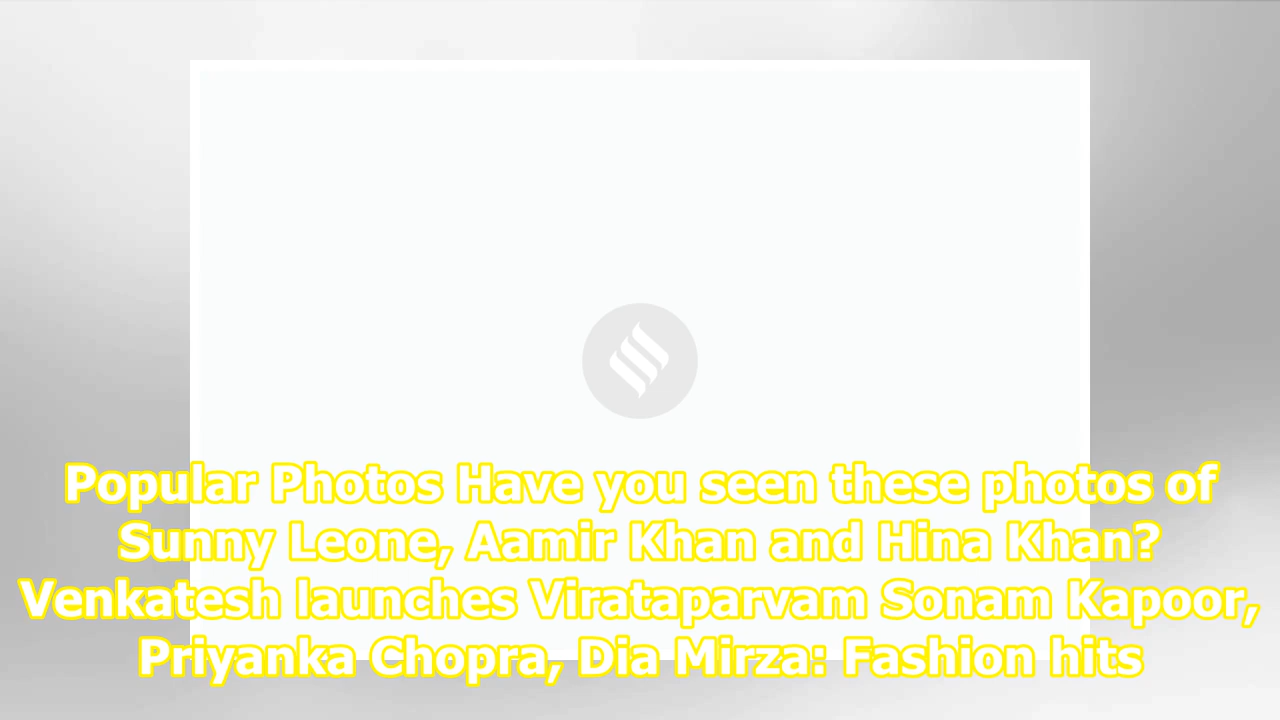 Popular Photos Have you seen these photos of
Sunny Leone, Aamir Khan and Hina Khan?
Venkatesh launches Virataparvam Sonam Kapoor,
Priyanka Chopra, Dia Mirza: Fashion hits